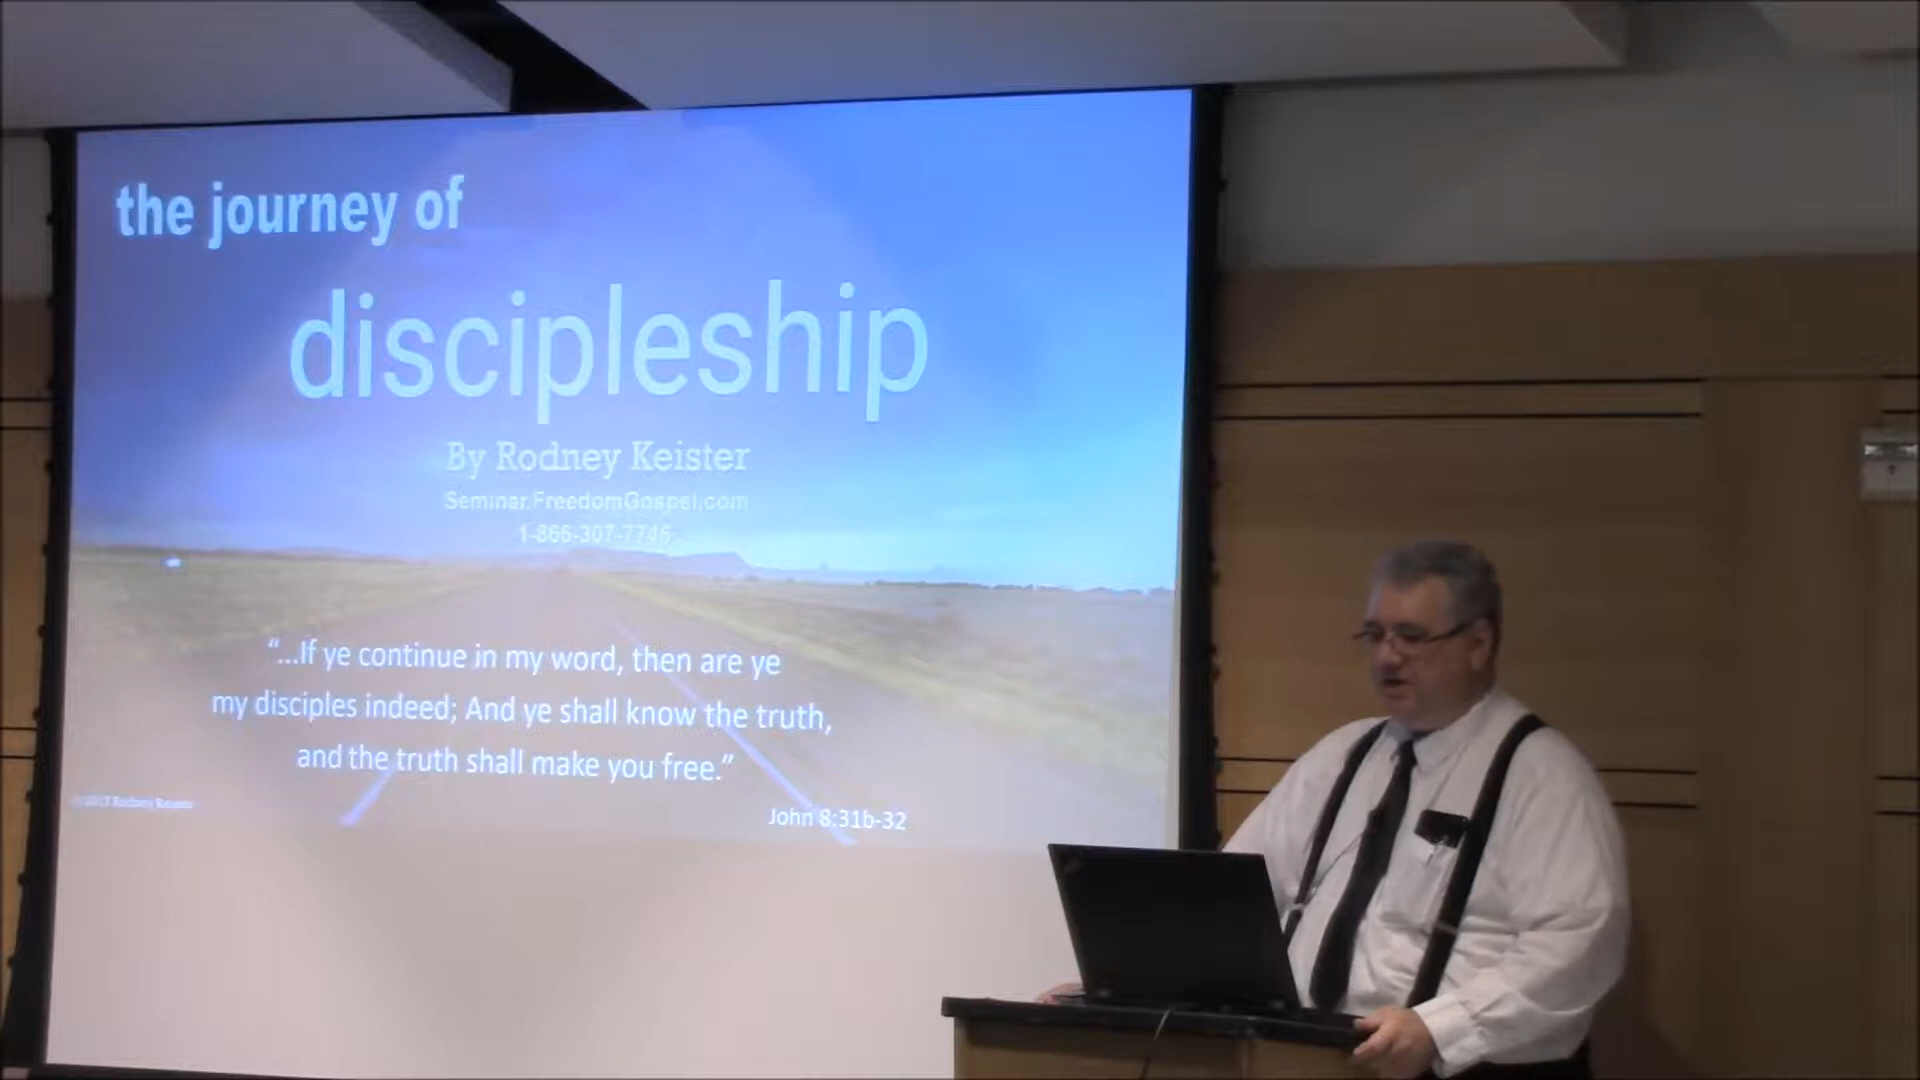 the journey of
discipleship
By Rodney Keister
Seminar.FreedomGospel.com
1-866-307-7746
“...If ye continue in my word, then are ye
my disciples indeed; And ye shall know the truth,
and the truth shall make you free.”
Rodney Keister
John 8:31b-32